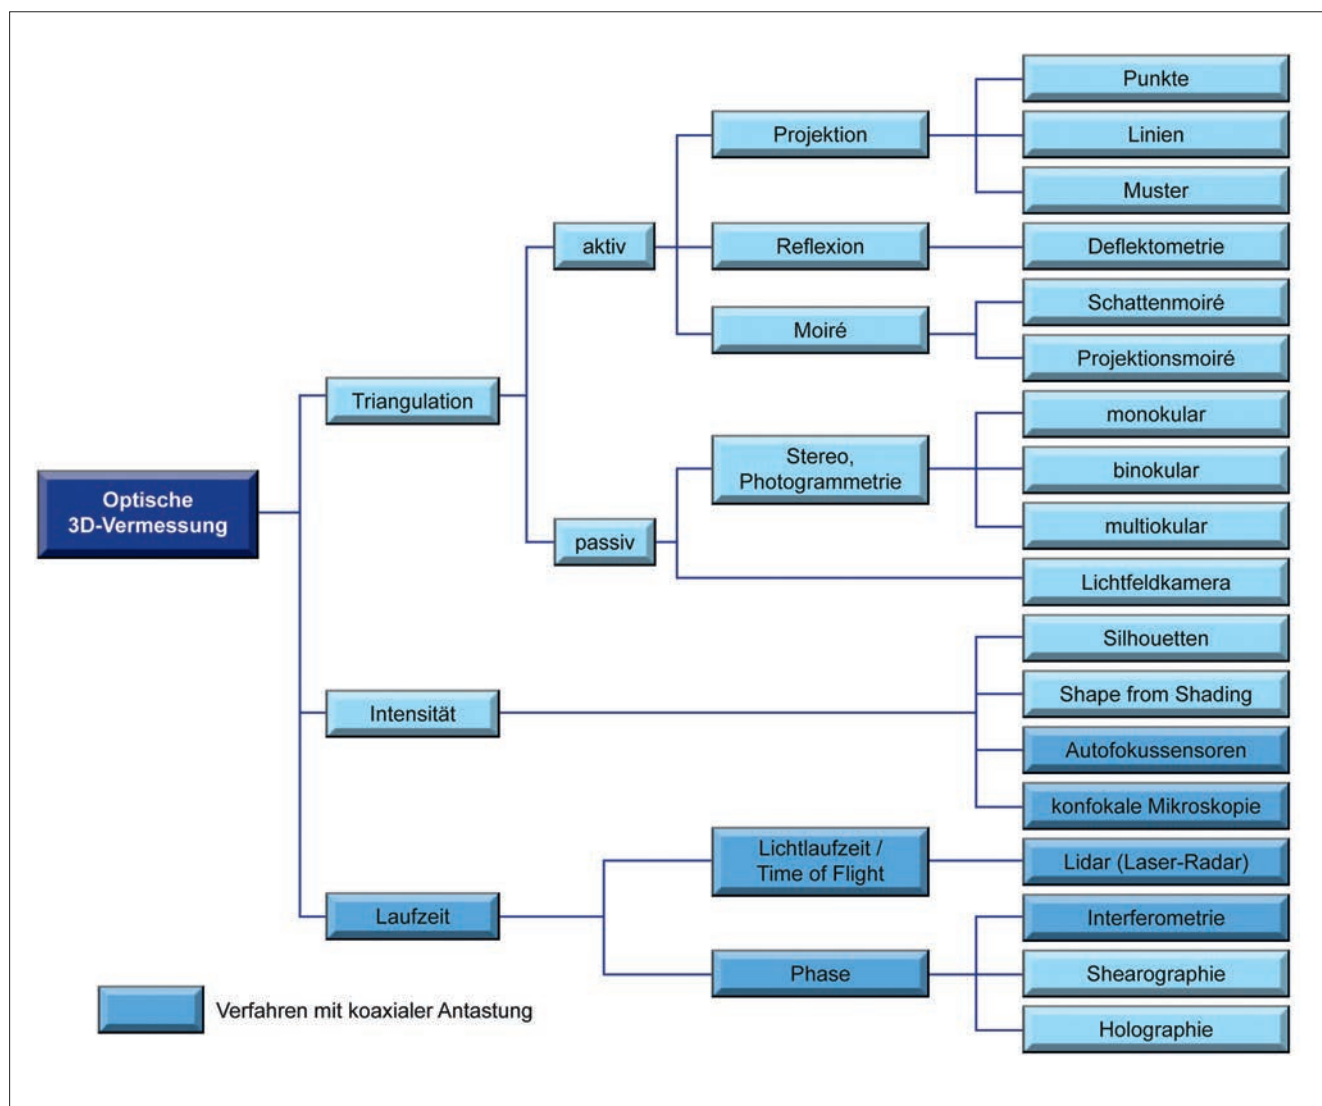 Optische
3D-Vermessung
Triangulation
aktiv
Projektion
Punkte
Linien
Muster
Reflexion
Deflektometrie
Moiré
Schattenmoiré
Projektionsmoiré
passiv
Stereo,
Photogrammetrie
monokular
binokular
multiokular
Lichtfeldkamera
Intensität
Silhouetten
Shape from Shading
Autofokussensoren
konfokale Mikroskopie
Laufzeit
Lichtlaufzeit /
Time of Flight
Lidar (Laser-Radar)
Phase
Interferometrie
Shearographie
Holographie
Verfahren mit koaxialer Antastung